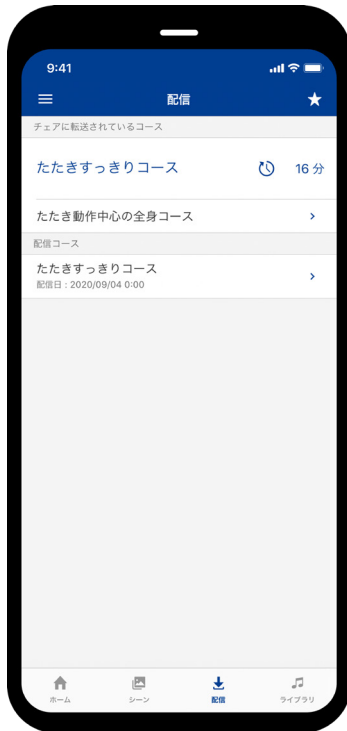 9:41
配信
チェアに転送されているコース
たたきすっきりコース 16 分
たたき動作中心の全身コース
配信コース
たたきすっきりコース
配信日 : 2020/09/04 0:00
ホーム シーン 配信 ライブラリ